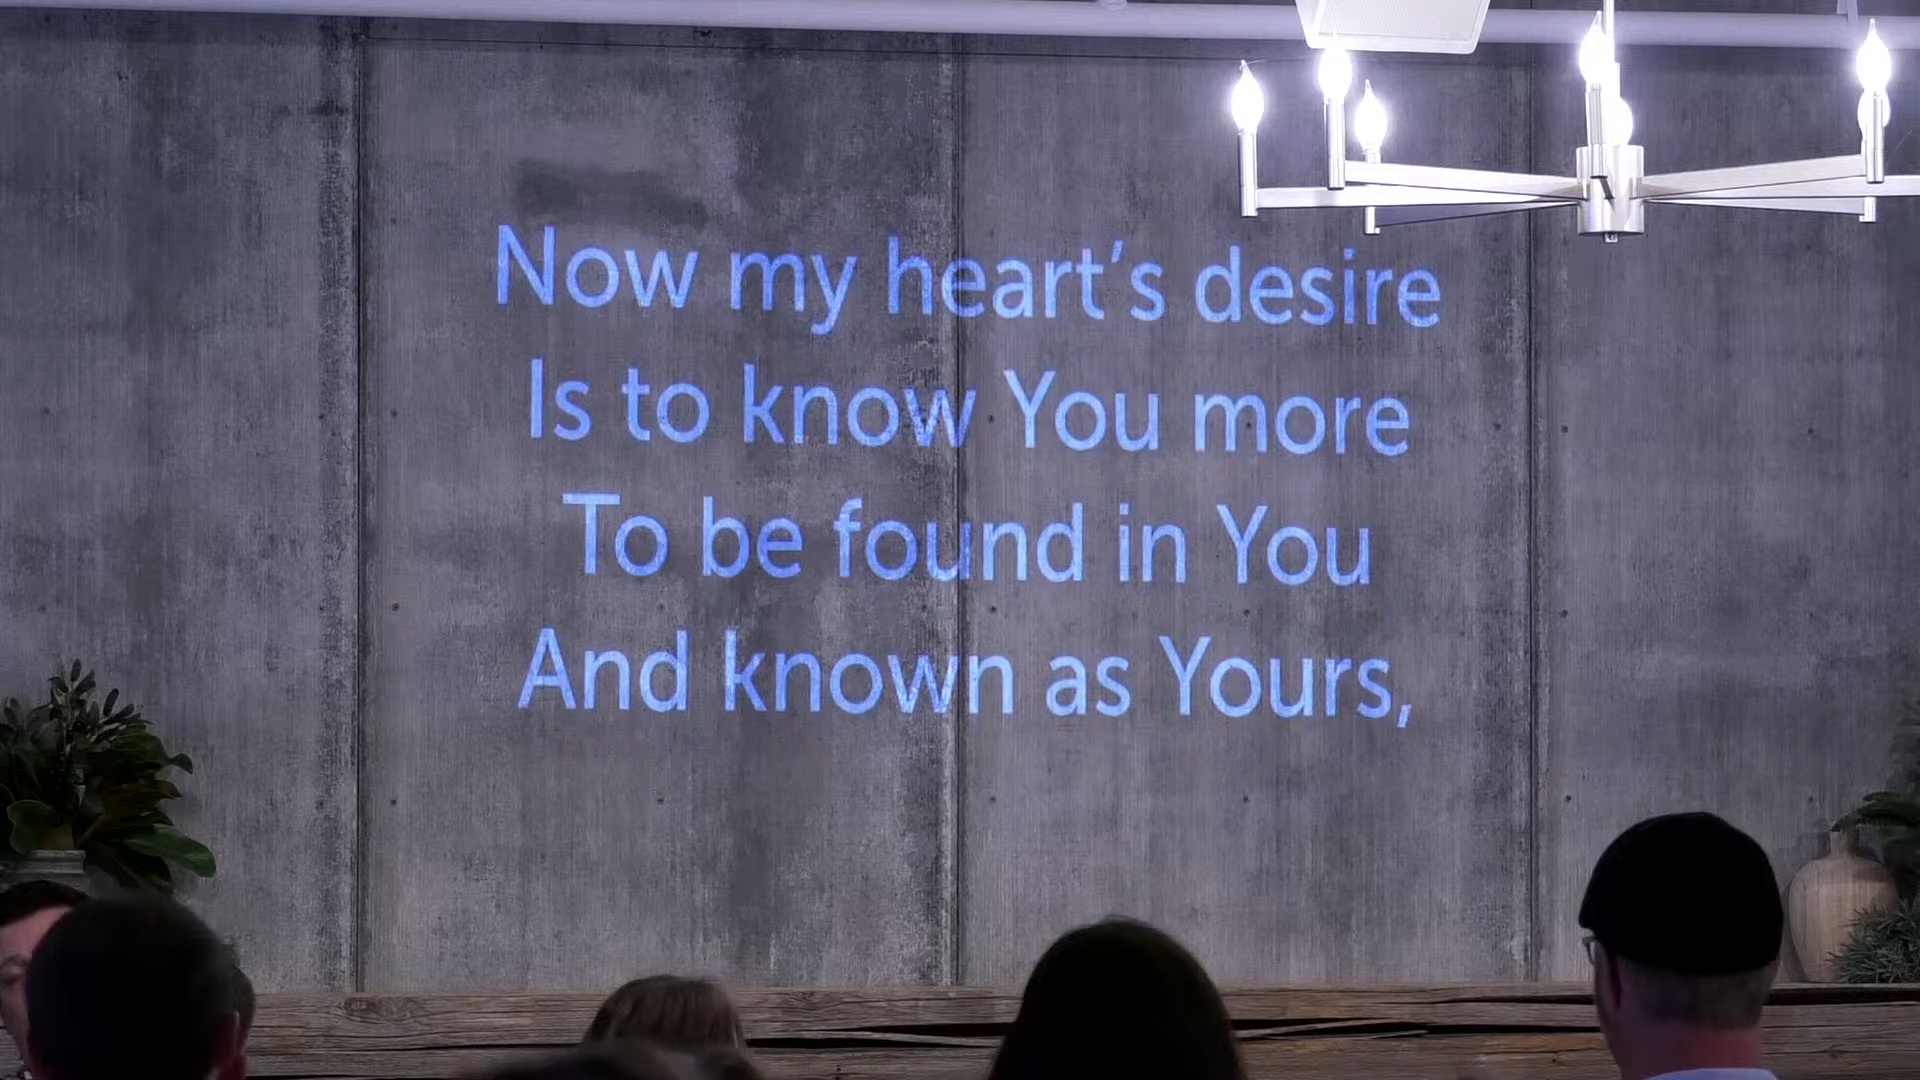 Now my heart’s desire
Is to know You more
To be found in You
And known as Yours,